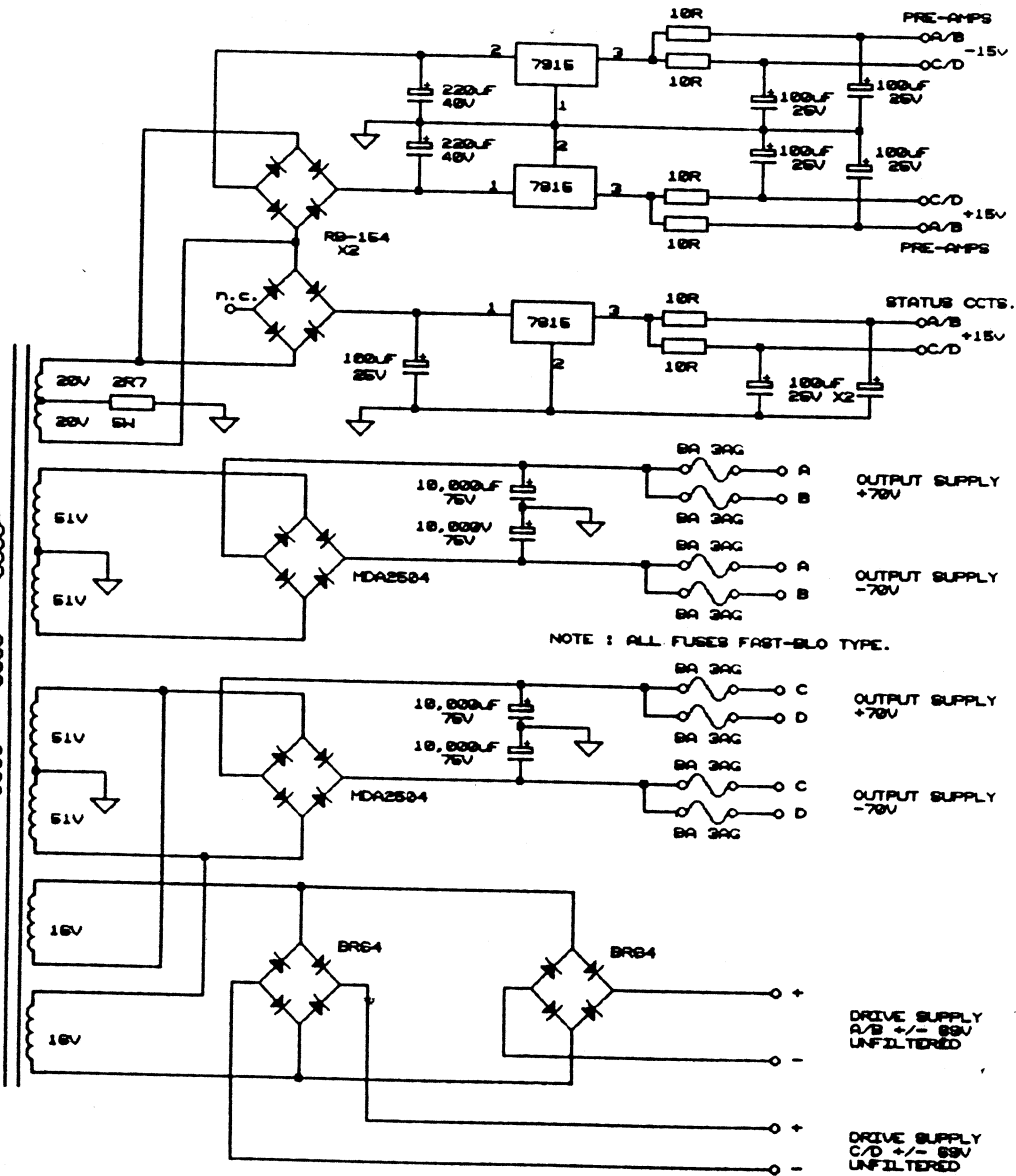 10R
PRE-AMPS
A/B
-15V
C/D
2
7915
3
10R
220uF
40V
1
100uF
25V
100uF
25V
220uF
40V
2
100uF
25V
100uF
25V
1
7815
3
10R
C/D
+15V
A/B
10R
PRE-AMPS
RB-154
X2
n.c.
10R
STATUS CCTS.
1
7815
3
A/B
+15V
C/D
10R
2
100uF
25V
100uF
25V X2
20V
2R7
20V
5W
8A 3AG
A
10,000uF
75V
B
OUTPUT SUPPLY
+70V
8A 3AG
51V
10,000V
75V
8A 3AG
A
MDA2504
B
OUTPUT SUPPLY
-70V
51V
8A 3AG
NOTE : ALL FUSES FAST-BLO TYPE.
8A 3AG
C
10,000uF
75V
D
OUTPUT SUPPLY
+70V
8A 3AG
51V
10,000uF
75V
8A 3AG
C
MDA2504
D
OUTPUT SUPPLY
-70V
51V
8A 3AG
15V
BR64
BR64
+
15V
DRIVE SUPPLY
A/B +/- 89V
UNFILTERED
-
+
DRIVE SUPPLY
C/D +/- 89V
UNFILTERED
-